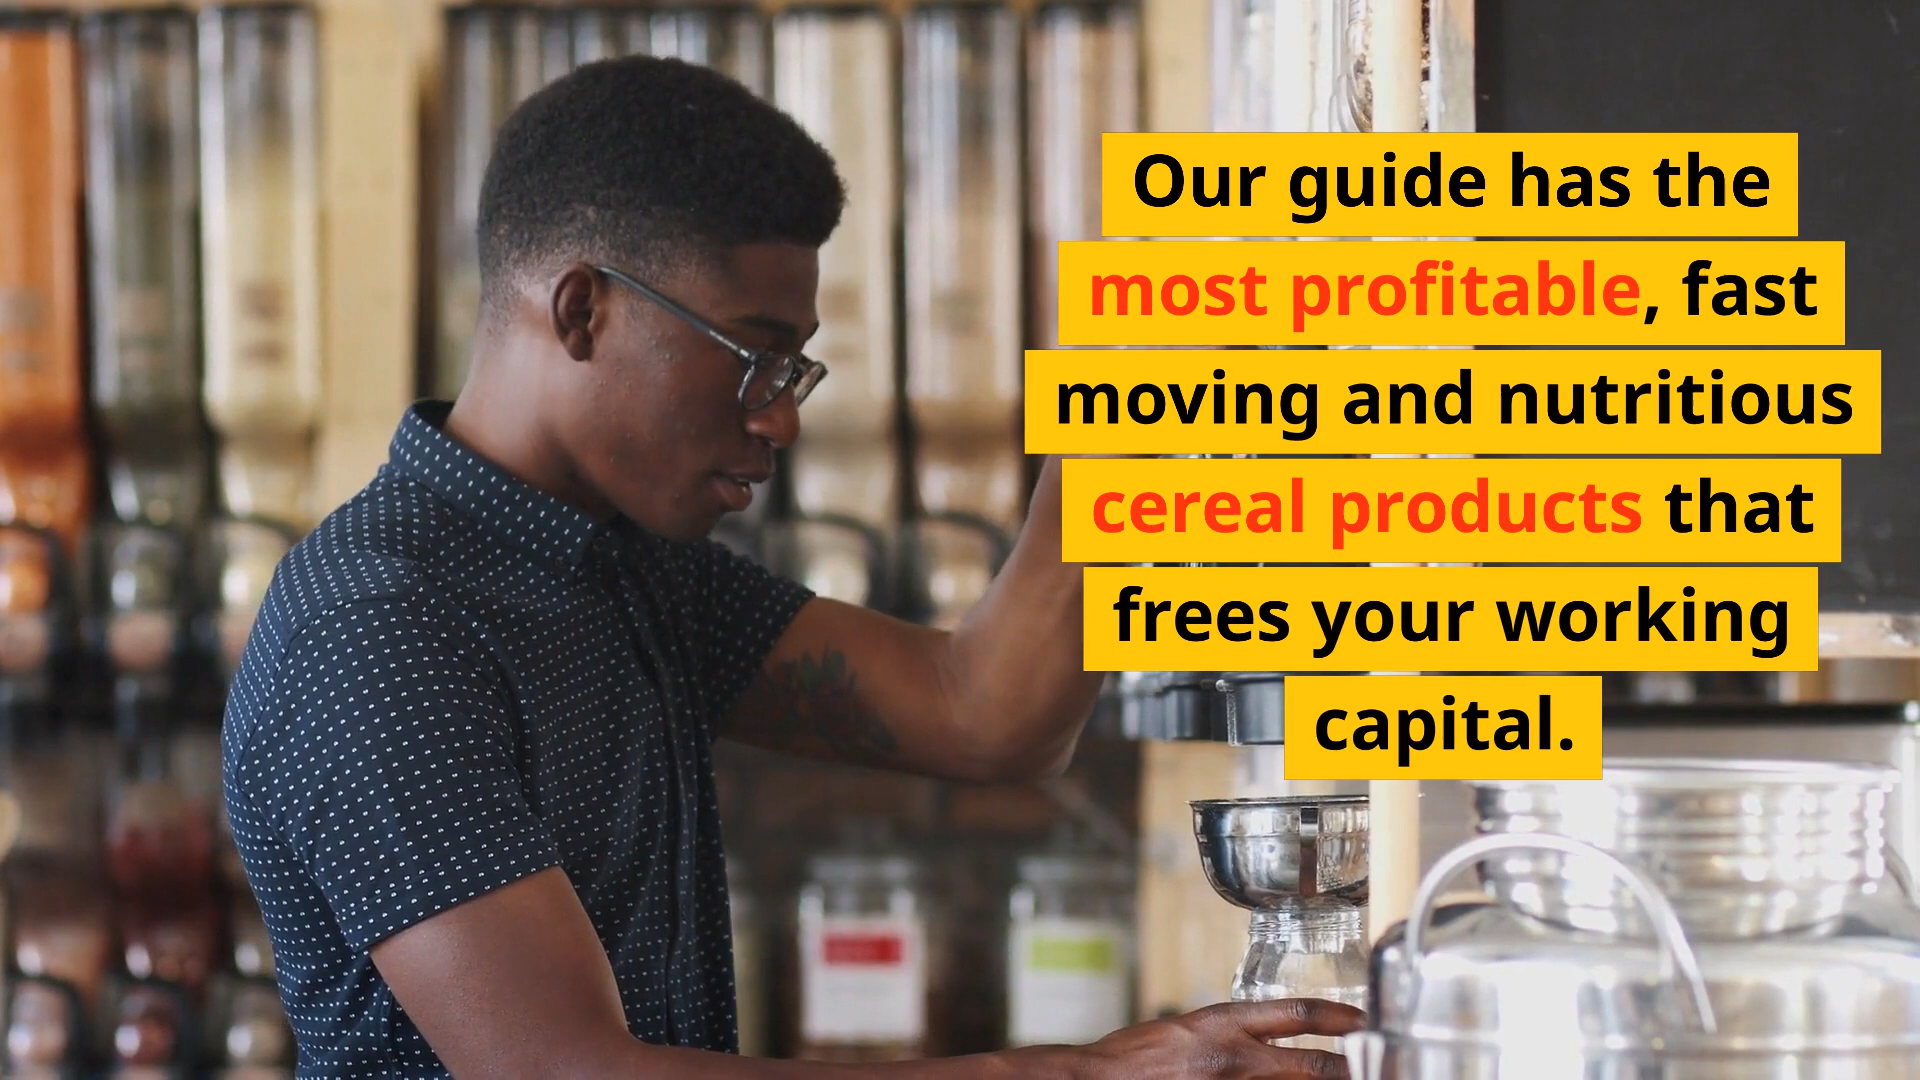 Our guide has the
most profitable, fast
moving and nutritious
cereal products that
frees your working
capital.